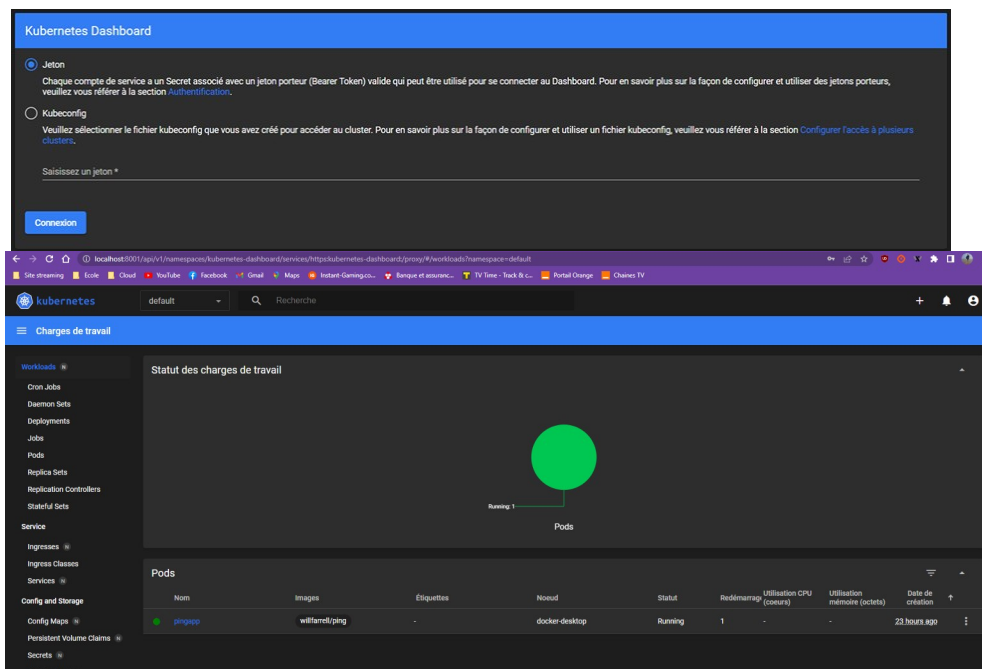 Kubernetes Dashboard
Jeton
Chaque compte de service a un Secret associé avec un jeton porteur (Bearer Token) valide qui peut être utilisé pour se connecter au Dashboard. Pour en savoir plus sur la façon de configurer et utiliser des jetons porteurs,
veuillez vous référer à la section Authentification.
Kubeconfig
Veuillez sélectionner le fichier kubeconfig que vous avez créé pour accéder au cluster. Pour en savoir plus sur la façon de configurer et utiliser un fichier kubeconfig, veuillez vous référer à la section Configurer l'accès à plusieurs
clusters.
Saisissez un jeton *
Connexion
localhost:8001/api/v1/namespaces/kubernetes-dashboard/services/https:kubernetes-dashboard:/proxy/#/workloads?namespace=default
Site streaming Ecole Cloud YouTube Facebook Gmail Maps Instant-Gaming.co... Banque et assuranc... TV Time - Track & c... Portail Orange Chaines TV
kubernetes default Recherche
Charges de travail
Workloads N
Cron Jobs
Daemon Sets
Deployments
Jobs
Pods
Replica Sets
Replication Controllers
Stateful Sets
Service
Ingresses N
Ingress Classes
Services N
Config and Storage
Config Maps N
Persistent Volume Claims N
Secrets N
Statut des charges de travail
Running: 1
Pods
Pods
Nom Images Étiquettes Noeud Statut Redémarrag Utilisation CPU (coeurs) Utilisation mémoire (octets) Date de création
pingapp willfarrell/ping - docker-desktop Running 1 - - 23 hours ago